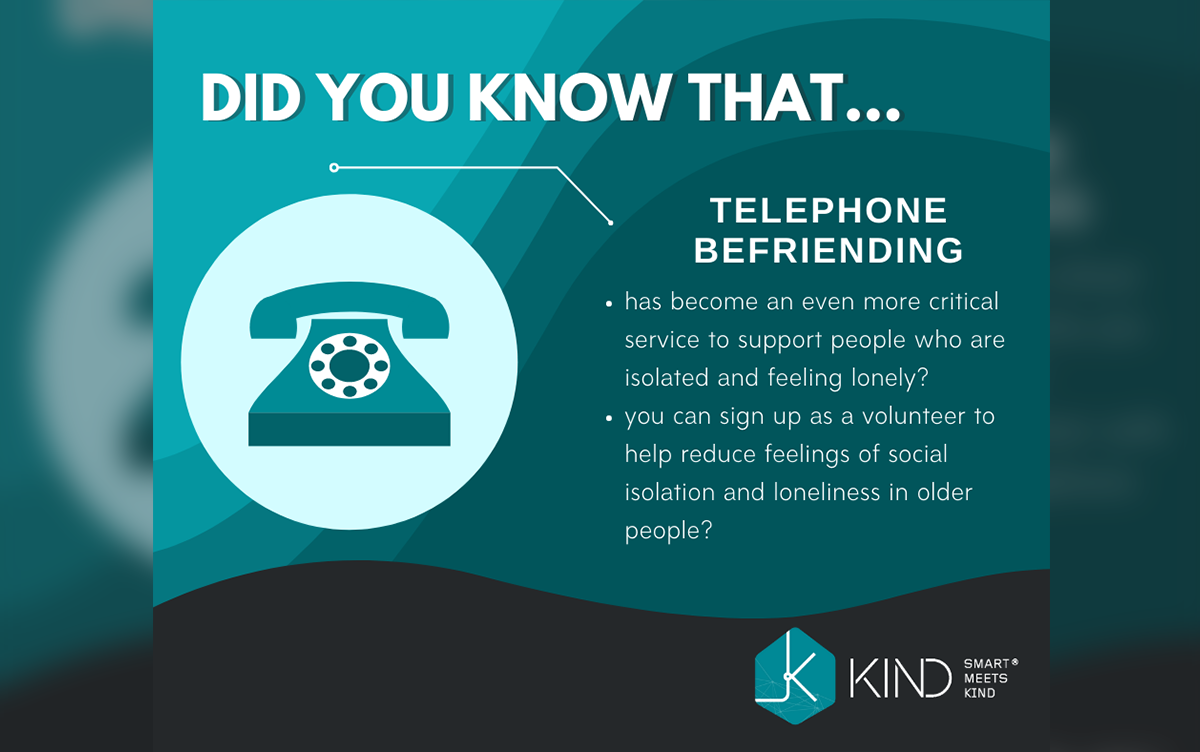 DID YOU KNOW THAT...
TELEPHONE
BEFRIENDING
• has become an even more critical
service to support people who are
isolated and feeling lonely?
• you can sign up as a volunteer to
help reduce feelings of social
isolation and loneliness in older
people?
KIND
SMART®
MEETS
KIND